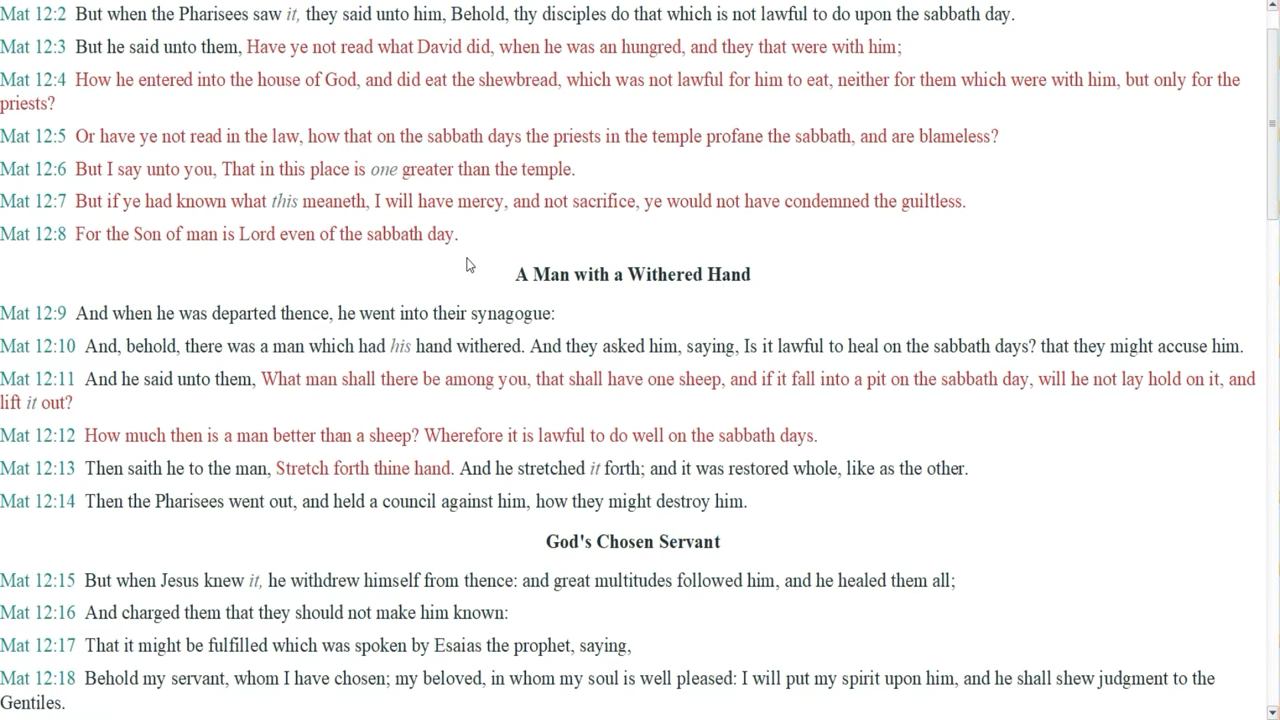 Mat 12:2 But when the Pharisees saw it, they said unto him, Behold, thy disciples do that which is not lawful to do upon the sabbath day.
Mat 12:3 But he said unto them, Have ye not read what David did, when he was an hungred, and they that were with him;
Mat 12:4 How he entered into the house of God, and did eat the shewbread, which was not lawful for him to eat, neither for them which were with him, but only for the
priests?
Mat 12:5 Or have ye not read in the law, how that on the sabbath days the priests in the temple profane the sabbath, and are blameless?
Mat 12:6 But I say unto you, That in this place is one greater than the temple.
Mat 12:7 But if ye had known what this meaneth, I will have mercy, and not sacrifice, ye would not have condemned the guiltless.
Mat 12:8 For the Son of man is Lord even of the sabbath day.
A Man with a Withered Hand
Mat 12:9 And when he was departed thence, he went into their synagogue:
Mat 12:10 And, behold, there was a man which had his hand withered. And they asked him, saying, Is it lawful to heal on the sabbath days? that they might accuse him.
Mat 12:11 And he said unto them, What man shall there be among you, that shall have one sheep, and if it fall into a pit on the sabbath day, will he not lay hold on it, and
lift it out?
Mat 12:12 How much then is a man better than a sheep? Wherefore it is lawful to do well on the sabbath days.
Mat 12:13 Then saith he to the man, Stretch forth thine hand. And he stretched it forth; and it was restored whole, like as the other.
Mat 12:14 Then the Pharisees went out, and held a council against him, how they might destroy him.
God's Chosen Servant
Mat 12:15 But when Jesus knew it, he withdrew himself from thence: and great multitudes followed him, and he healed them all;
Mat 12:16 And charged them that they should not make him known:
Mat 12:17 That it might be fulfilled which was spoken by Esaias the prophet, saying,
Mat 12:18 Behold my servant, whom I have chosen; my beloved, in whom my soul is well pleased: I will put my spirit upon him, and he shall shew judgment to the
Gentiles.